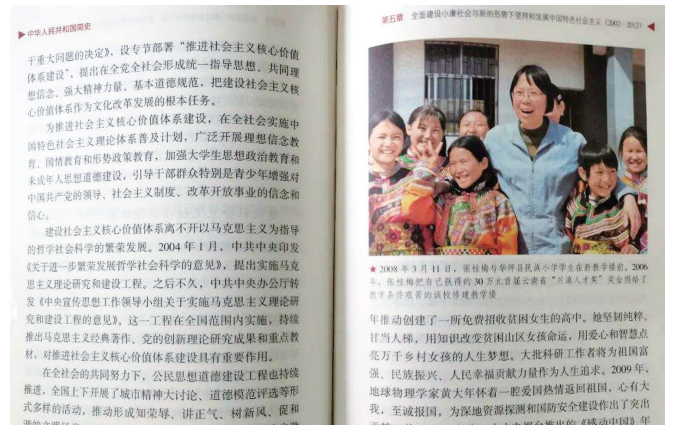 中华人民共和国简史
干重大问题的决定》，设专节部署“推进社会主义核心价值
体系建设”，提出在全党全社会形成统一指导思想、共同理
想信念、强大精神力量、基本道德规范，把建设社会主义核
心价值体系作为文化改革发展的根本任务。
为推进社会主义核心价值体系建设，在全社会实施中
国特色社会主义理论体系普及计划，广泛开展理想信念教
育、国情教育和形势政策教育，加强大学生思想政治教育和
未成年人思想道德建设，引导干部群众特别是青少年增强对
中国共产党的领导、社会主义制度、改革开放事业的信念和
信心。
建设社会主义核心价值体系离不开以马克思主义为指导
的哲学社会科学的繁荣发展。2004 年 1 月，中共中央印发
《关于进一步繁荣发展哲学社会科学的意见》，提出实施马克
思主义理论研究和建设工程。之后不久，中共中央办公厅转
发《中央宣传思想工作领导小组关于实施马克思主义理论研
究和建设工程的意见》。这一工程在全国范围内实施，持续
推出马克思主义经典著作、党的创新理论研究成果和重点教
材，对推进社会主义核心价值体系建设具有重要作用。
在全社会的共同努力下，公民思想道德建设工程也持续
推进，全国上下开展了城市精神大讨论、道德模范评选等形
式多样的活动，推动形成知荣辱、讲正气、树新风、促和
第五章 全面建设小康社会与新的形势下坚持和发展中国特色社会主义（2002—2012）
★ 2008 年 3 月 11 日，张桂梅与华坪县民族小学学生在新教学楼前。2006
年，张桂梅把自己获得的 30 万元首届云南省“兴滇人才奖”奖金捐给了
教学条件艰苦的该校修建教学楼
年推动创建了一所免费招收贫困女生的高中。她坚韧纯粹、
甘当人梯，用知识改变贫困山区女孩命运，用爱心和智慧点
亮万千乡村女孩的人生梦想。大批科研工作者将为祖国富
强、民族振兴、人民幸福贡献力量作为人生追求。2009 年，
地球物理学家黄大年怀着一腔爱国热情返回祖国，心有大
我，至诚报国，为深地资源探测和国防安全建设作出了突出